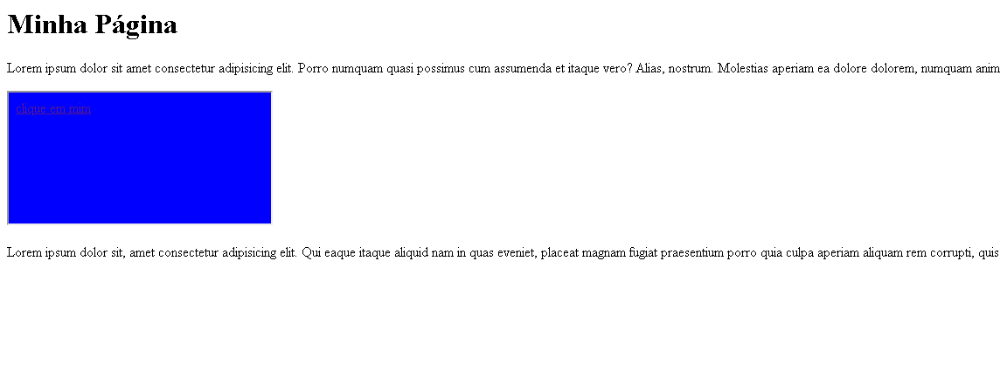 Minha Página
Lorem ipsum dolor sit amet consectetur adipisicing elit. Porro numquam quasi possimus cum assumenda et itaque vero? Alias, nostrum. Molestias aperiam ea dolore dolorem, numquam anim
clique em mim
Lorem ipsum dolor sit, amet consectetur adipisicing elit. Qui eaque itaque aliquid nam in quas eveniet, placeat magnam fugiat praesentium porro quia culpa aperiam aliquam rem corrupti, quis